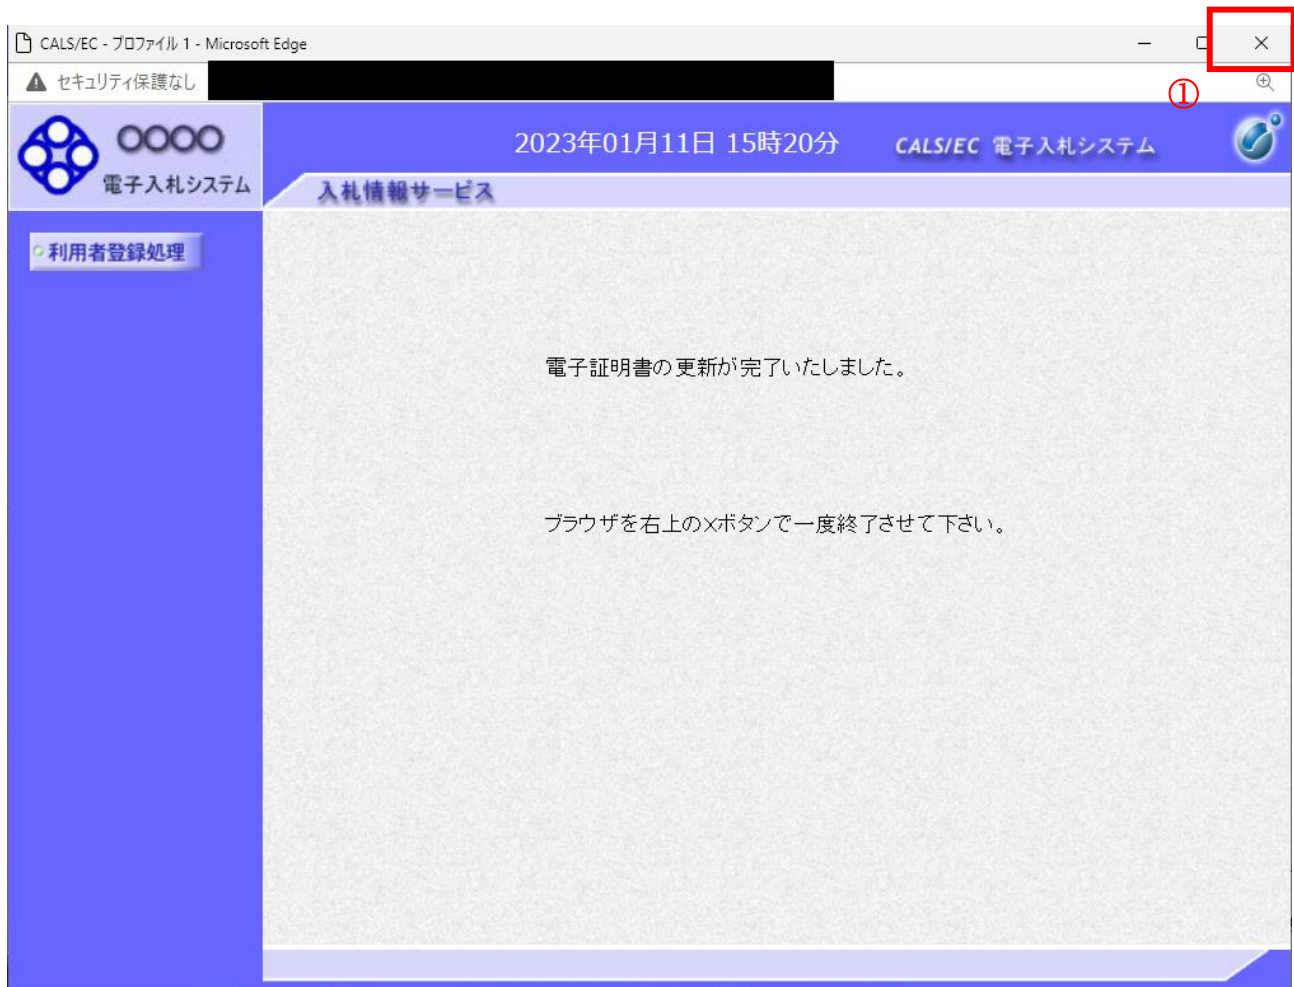 CALS/EC - プロファイル 1 - Microsoft Edge
セキュリティ保護なし
①
○○○○
電子入札システム
2023年01月11日 15時20分
CALS/EC 電子入札システム
入札情報サービス
利用者登録処理
電子証明書の更新が完了いたしました。
ブラウザを右上の×ボタンで一度終了させて下さい。